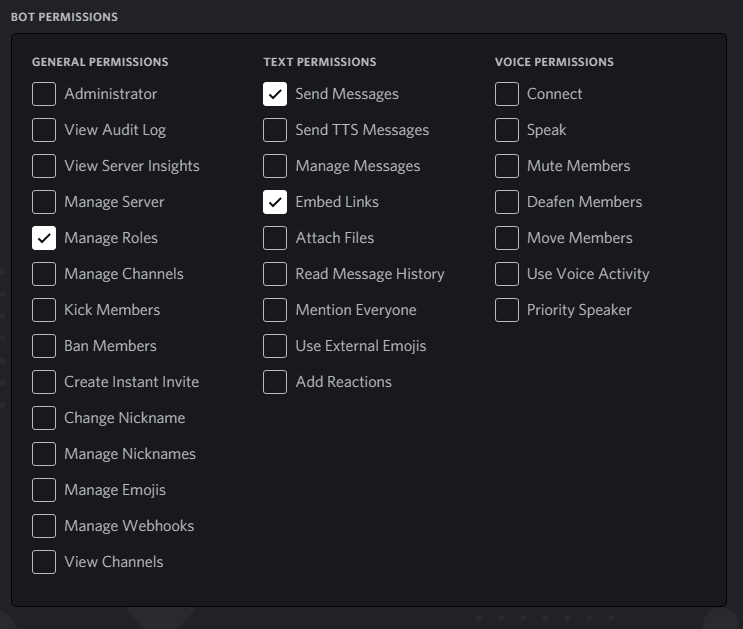 BOT PERMISSIONS
GENERAL PERMISSIONS
Administrator
View Audit Log
View Server Insights
Manage Server
Manage Roles
Manage Channels
Kick Members
Ban Members
Create Instant Invite
Change Nickname
Manage Nicknames
Manage Emojis
Manage Webhooks
View Channels
TEXT PERMISSIONS
Send Messages
Send TTS Messages
Manage Messages
Embed Links
Attach Files
Read Message History
Mention Everyone
Use External Emojis
Add Reactions
VOICE PERMISSIONS
Connect
Speak
Mute Members
Deafen Members
Move Members
Use Voice Activity
Priority Speaker